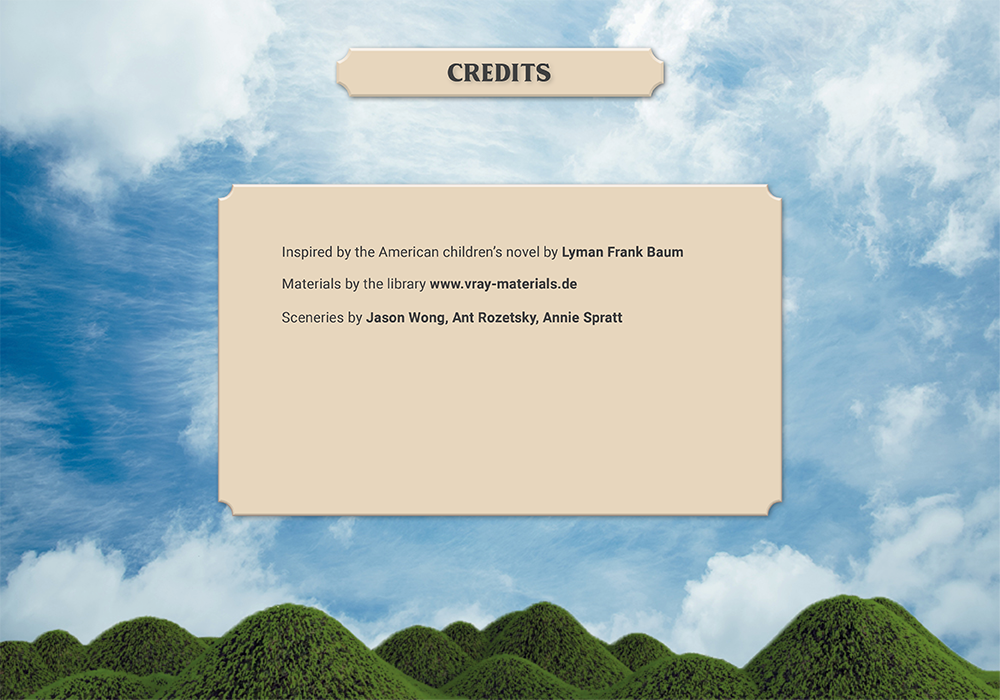 CREDITS
Inspired by the American children’s novel by Lyman Frank Baum
Materials by the library www.vray-materials.de
Sceneries by Jason Wong, Ant Rozetsky, Annie Spratt